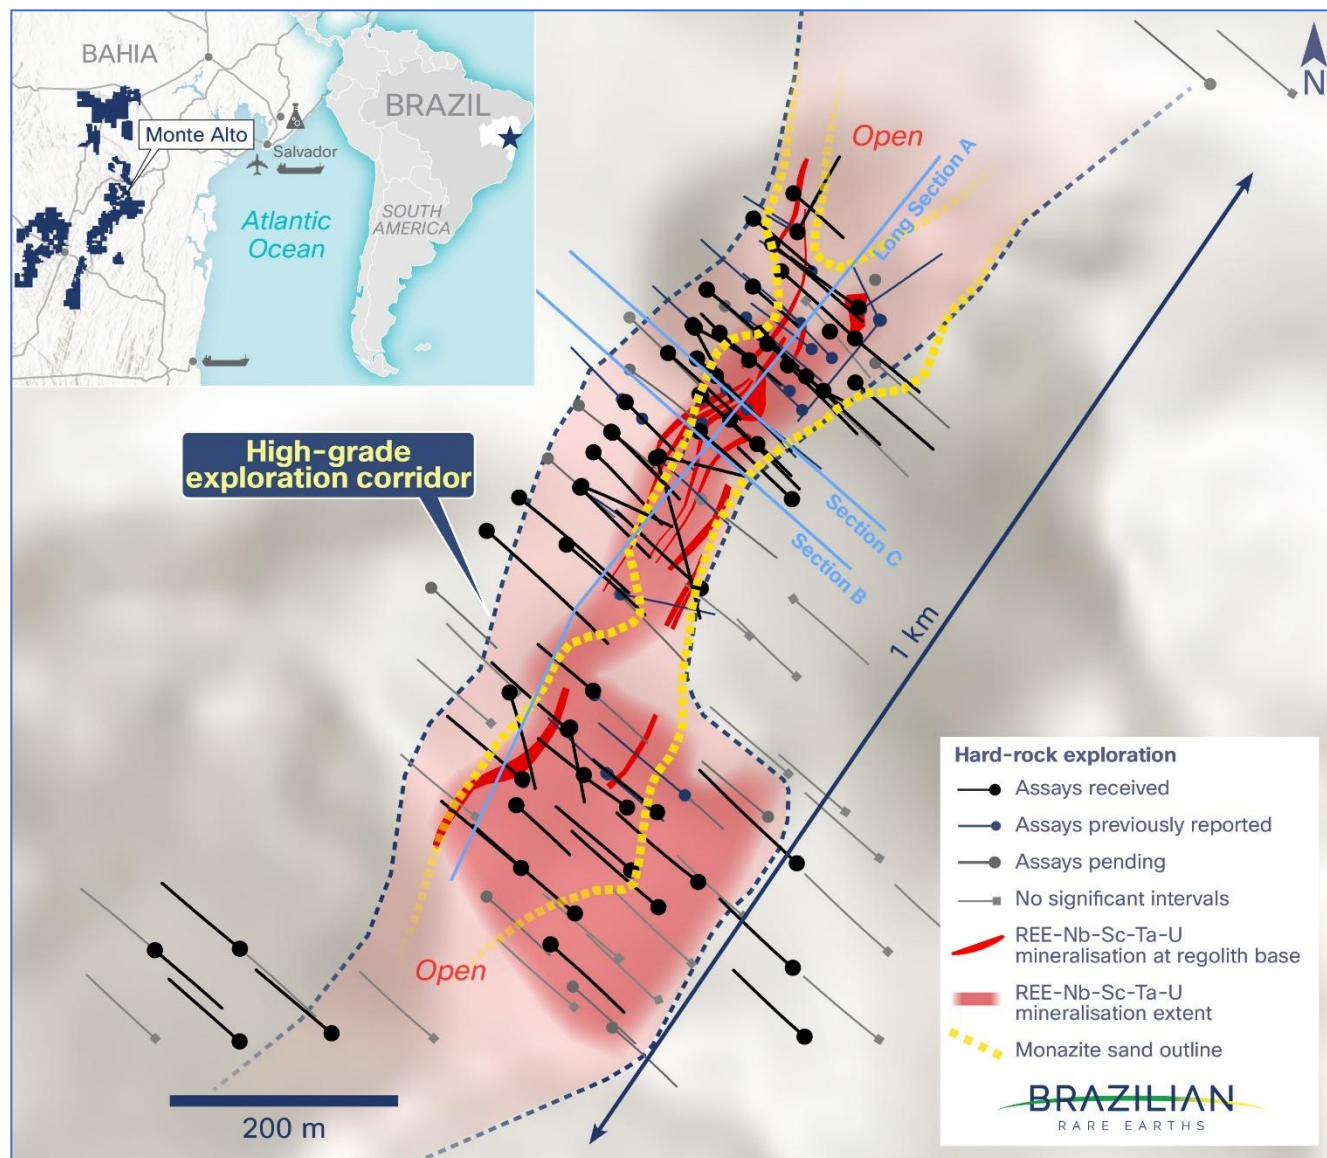 BAHIA
Monte Alto
Salvador
Atlantic
Ocean
BRAZIL
SOUTH
AMERICA
N
Open
Long Section A
High-grade
exploration corridor
Section C
Section B
1 km
Open
200 m
Hard-rock exploration
Assays received
Assays previously reported
Assays pending
No significant intervals
REE-Nb-Sc-Ta-U
mineralisation at regolith base
REE-Nb-Sc-Ta-U
mineralisation extent
Monazite sand outline
BRAZILIAN
RARE EARTHS